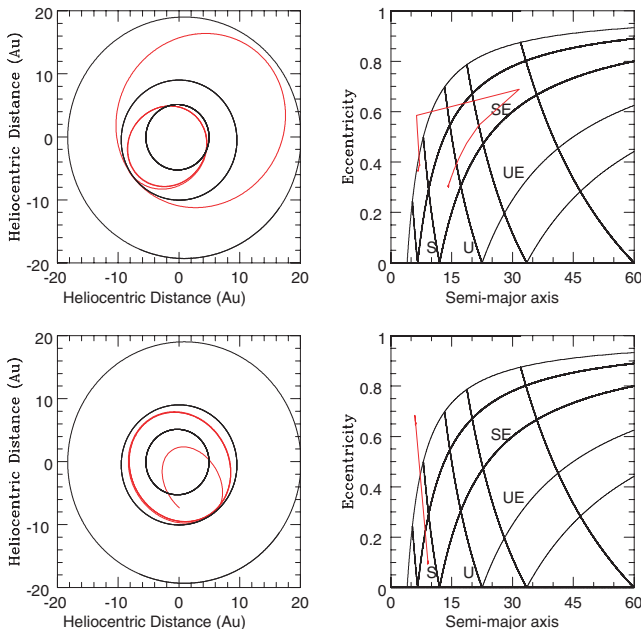 Heliocentric Distance (Au)
20
10
0
-10
-20
-20 -10 0 10 20
Heliocentric Distance (Au)
Eccentricity
1
0.8
0.6
0.4
0.2
0
SE
UE
S U
0 15 30 45 60
Semi-major axis
Heliocentric Distance (Au)
20
10
0
-10
-20
-20 -10 0 10 20
Heliocentric Distance (Au)
Eccentricity
1
0.8
0.6
0.4
0.2
0
SE
UE
S U
0 15 30 45 60
Semi-major axis